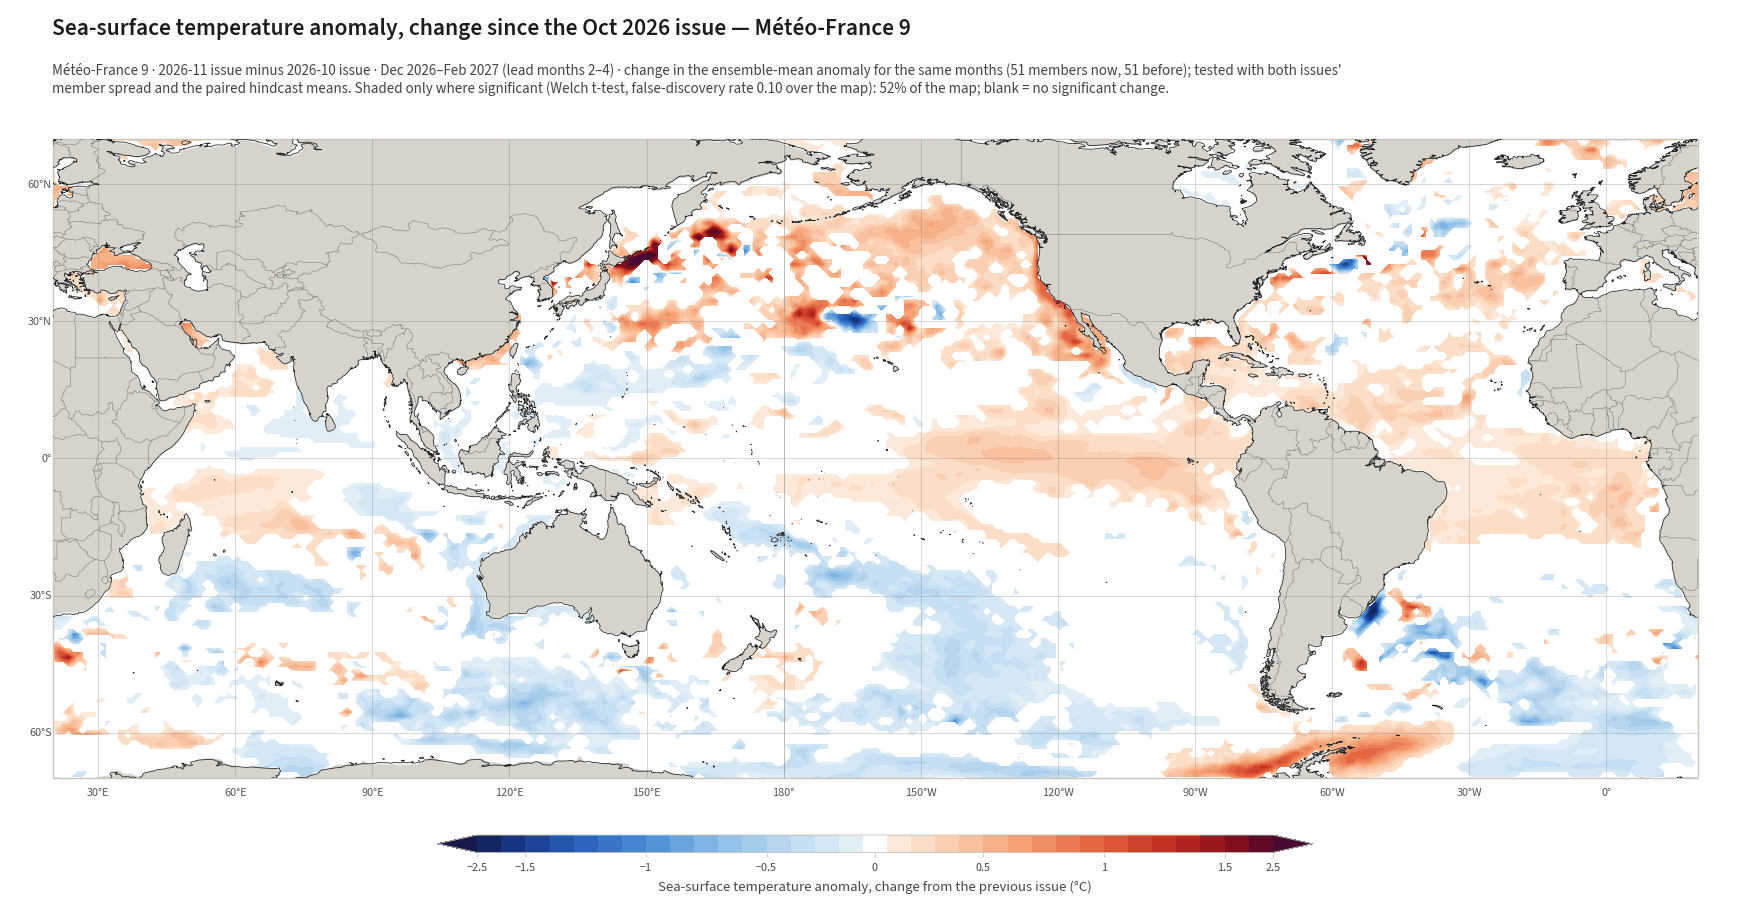 Sea-surface temperature anomaly, change since the Oct 2026 issue — Météo-France 9
Météo-France 9 · 2026-11 issue minus 2026-10 issue · Dec 2026–Feb 2027 (lead months 2–4) · change in the ensemble-mean anomaly for the same months (51 members now, 51 before); tested with both issues'
member spread and the paired hindcast means. Shaded only where significant (Welch t-test, false-discovery rate 0.10 over the map): 52% of the map; blank = no significant change.
60°N
30°N
0°
30°S
60°S
30°E 60°E 90°E 120°E 150°E 180° 150°W 120°W 90°W 60°W 30°W 0°
−2.5 −1.5 −1 −0.5 0 0.5 1 1.5 2.5
Sea-surface temperature anomaly, change from the previous issue (°C)